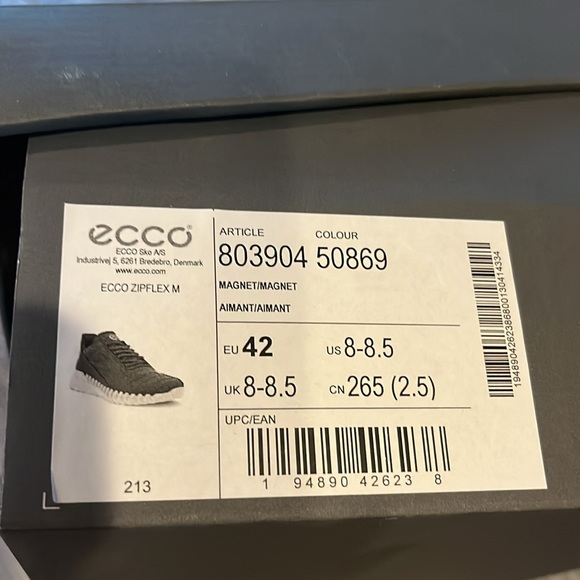 ecco®
ECCO Sko A/S
Industrivej 5, 6261 Bredebro, Denmark
www.ecco.com
ECCO ZIPFLEX M
213
ARTICLE COLOUR
803904 50869
MAGNET/MAGNET
AIMANT/AIMANT
EU 42 US 8-8.5
UK 8-8.5 CN 265 (2.5)
UPC/EAN
1 94890 42623 8
19489042623868001304​14334